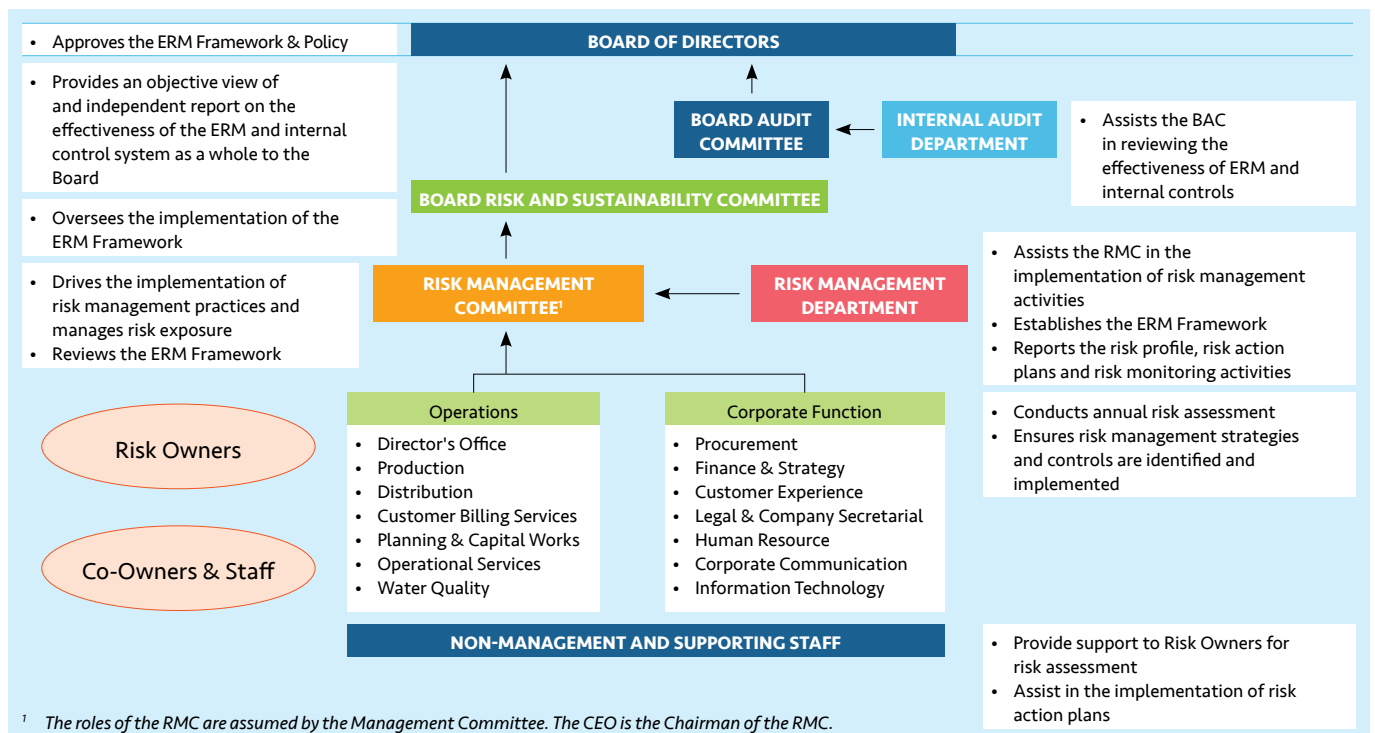 • Approves the ERM Framework & Policy
BOARD OF DIRECTORS
• Provides an objective view of
and independent report on the
effectiveness of the ERM and internal
control system as a whole to the
Board
BOARD AUDIT
COMMITTEE
INTERNAL AUDIT
DEPARTMENT
• Assists the BAC
in reviewing the
effectiveness of ERM and
internal controls
BOARD RISK AND SUSTAINABILITY COMMITTEE
• Oversees the implementation of the
ERM Framework
• Drives the implementation of
risk management practices and
manages risk exposure
• Reviews the ERM Framework
RISK MANAGEMENT
COMMITTEE¹
RISK MANAGEMENT
DEPARTMENT
• Assists the RMC in the
implementation of risk management
activities
• Establishes the ERM Framework
• Reports the risk profile, risk action
plans and risk monitoring activities
Risk Owners
Co-Owners & Staff
Operations
• Director's Office
• Production
• Distribution
• Customer Billing Services
• Planning & Capital Works
• Operational Services
• Water Quality
Corporate Function
• Procurement
• Finance & Strategy
• Customer Experience
• Legal & Company Secretarial
• Human Resource
• Corporate Communication
• Information Technology
• Conducts annual risk assessment
• Ensures risk management strategies
and controls are identified and
implemented
NON-MANAGEMENT AND SUPPORTING STAFF
• Provide support to Risk Owners for
risk assessment
• Assist in the implementation of risk
action plans
¹ The roles of the RMC are assumed by the Management Committee. The CEO is the Chairman of the RMC.